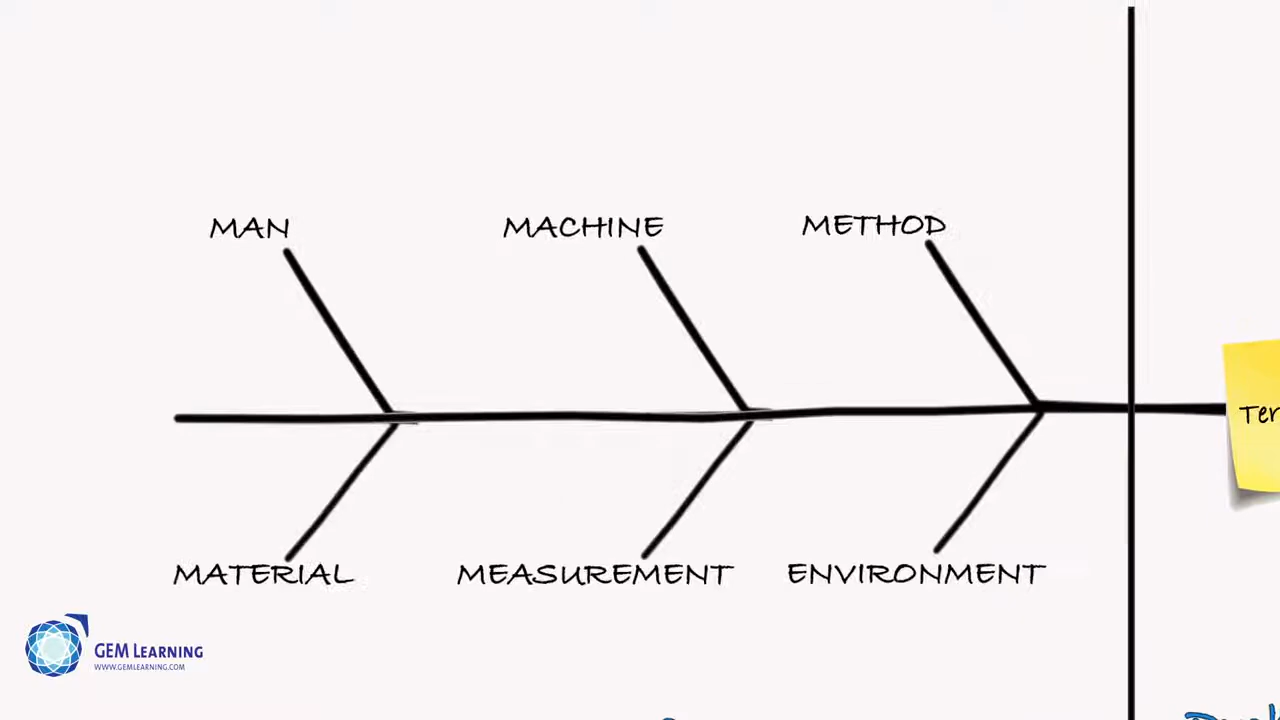 MAN
MACHINE
METHOD
MATERIAL
MEASUREMENT
ENVIRONMENT
GEM LEARNING
WWW.GEMLEARNING.COM